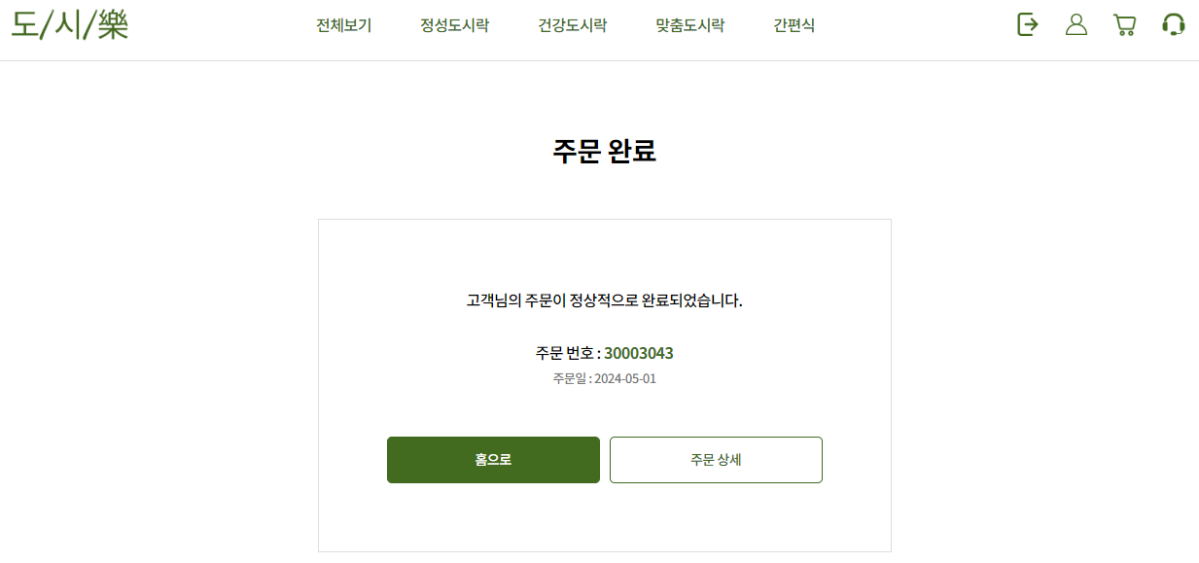 도/시/樂
전체보기 정성도시락 건강도시락 맞춤도시락 간편식
주문 완료
고객님의 주문이 정상적으로 완료되었습니다.
주문 번호 : 30003043
주문일 : 2024-05-01
홈으로 주문 상세